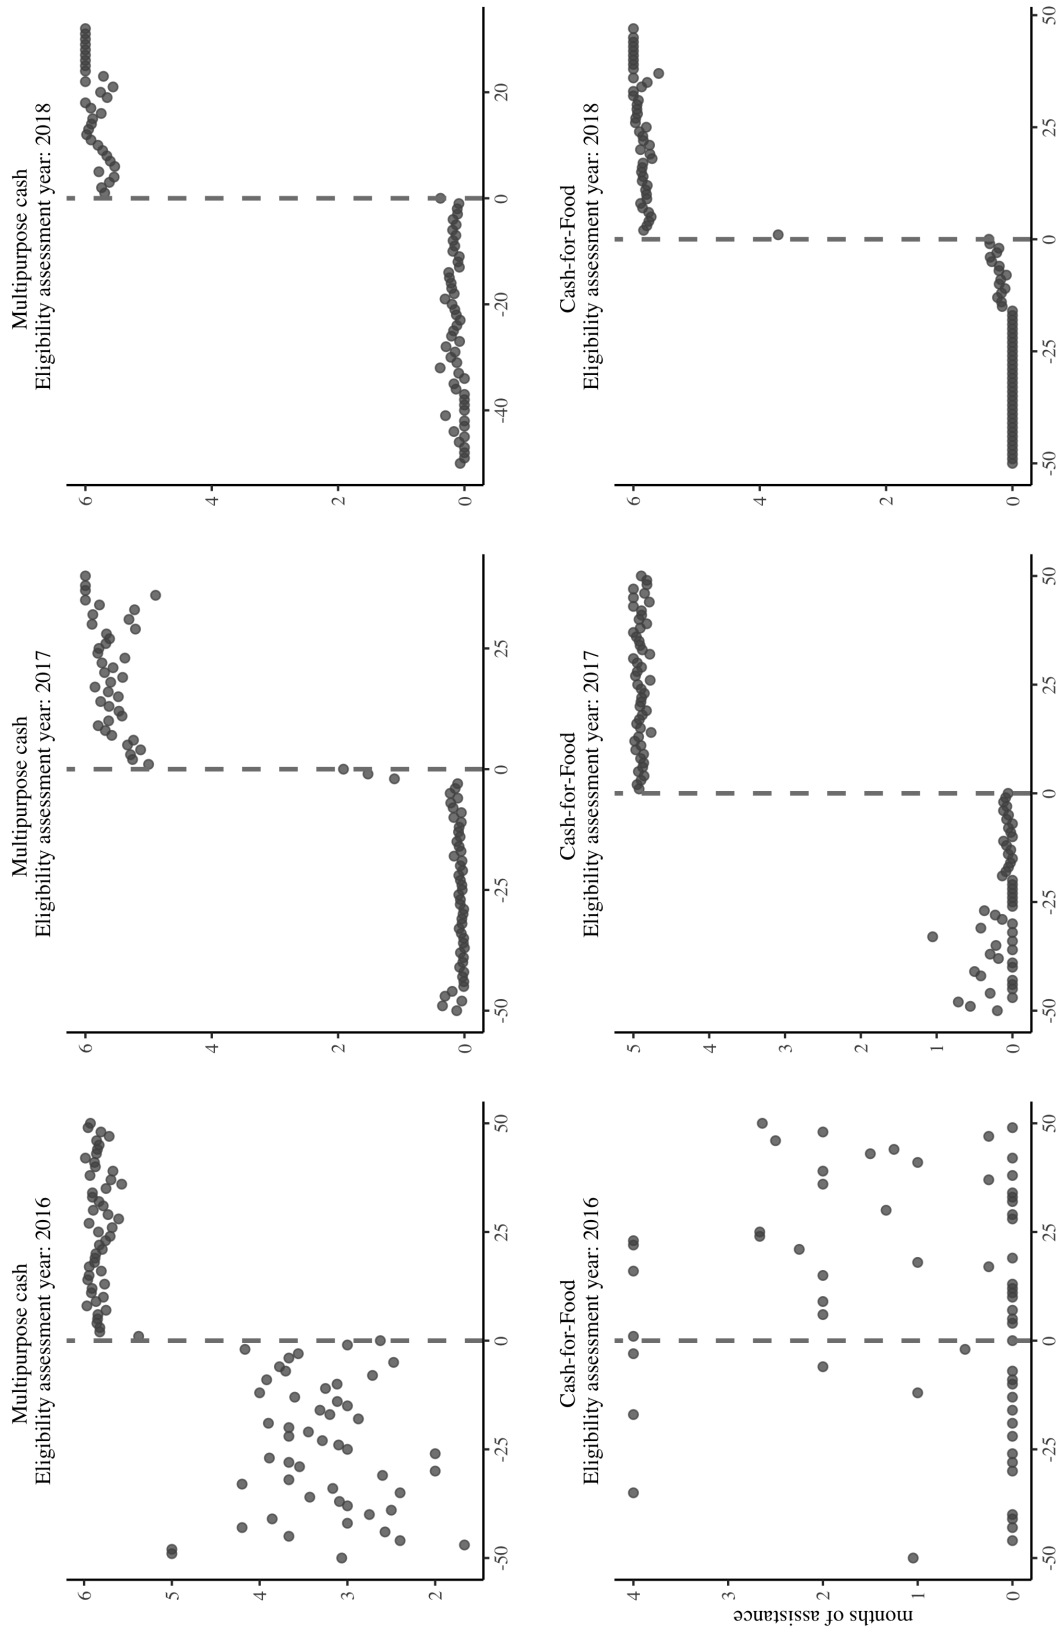 Multipurpose cash
Eligibility assessment year: 2016
6
5
4
3
2
-50 -25 0 25 50
Multipurpose cash
Eligibility assessment year: 2017
6
4
2
0
-50 -25 0 25
Multipurpose cash
Eligibility assessment year: 2018
6
4
2
0
-40 -20 0 20
Cash-for-Food
Eligibility assessment year: 2016
months of assistance
4
3
2
1
0
-50 -25 0 25 50
Cash-for-Food
Eligibility assessment year: 2017
5
4
3
2
1
0
-50 -25 0 25 50
Cash-for-Food
Eligibility assessment year: 2018
6
4
2
0
-50 -25 0 25 50